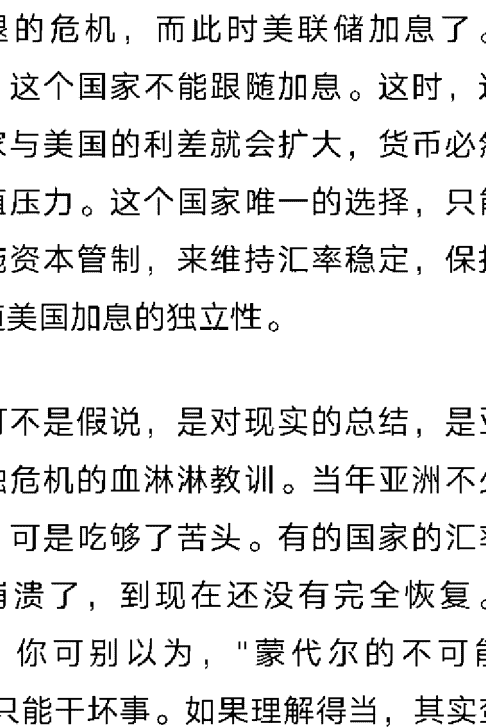 的危机，而此时美联储加息了。
这个国家不能跟随加息。这时，
与美国的利差就会扩大，货币必
压力。这个国家唯一的选择，只
资本管制，来维持汇率稳定，保
美国加息的独立性。
不是假说，是对现实的总结，是
危机的血淋淋教训。当年亚洲不
可是吃够了苦头。有的国家的汇
溃了，到现在还没有完全恢复。
你可别以为，"蒙代尔的不可
只能干坏事。如果理解得当，其实